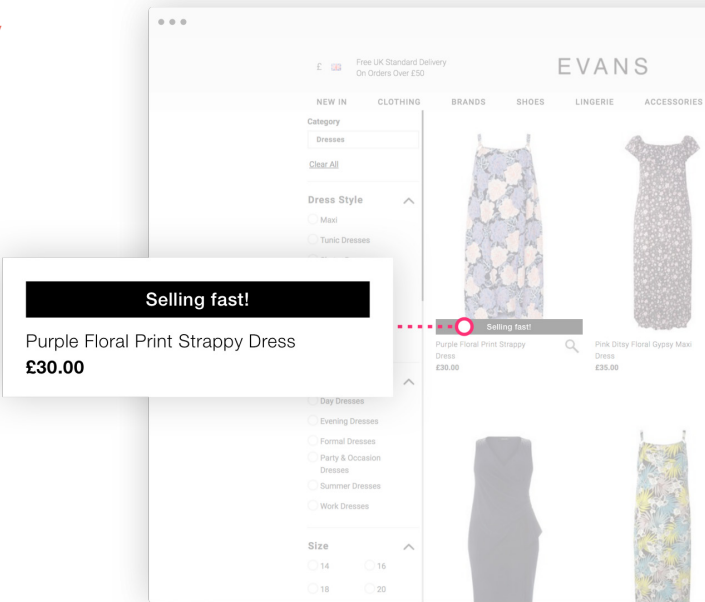 £
Free UK Standard Delivery
On Orders Over £50
EVANS
NEW IN
CLOTHING
BRANDS
SHOES
LINGERIE
ACCESSORIES
Category
Dresses
Clear All
Dress Style
Maxi
Tunic Dresses
Selling fast!
Purple Floral Print Strappy Dress
£30.00
Selling fast!
Purple Floral Print Strappy
Dress
£30.00
Pink Ditsy Floral Gypsy Maxi
Dress
£35.00
Day Dresses
Evening Dresses
Formal Dresses
Party & Occasion
Dresses
Summer Dresses
Work Dresses
Size
14
16
18
20